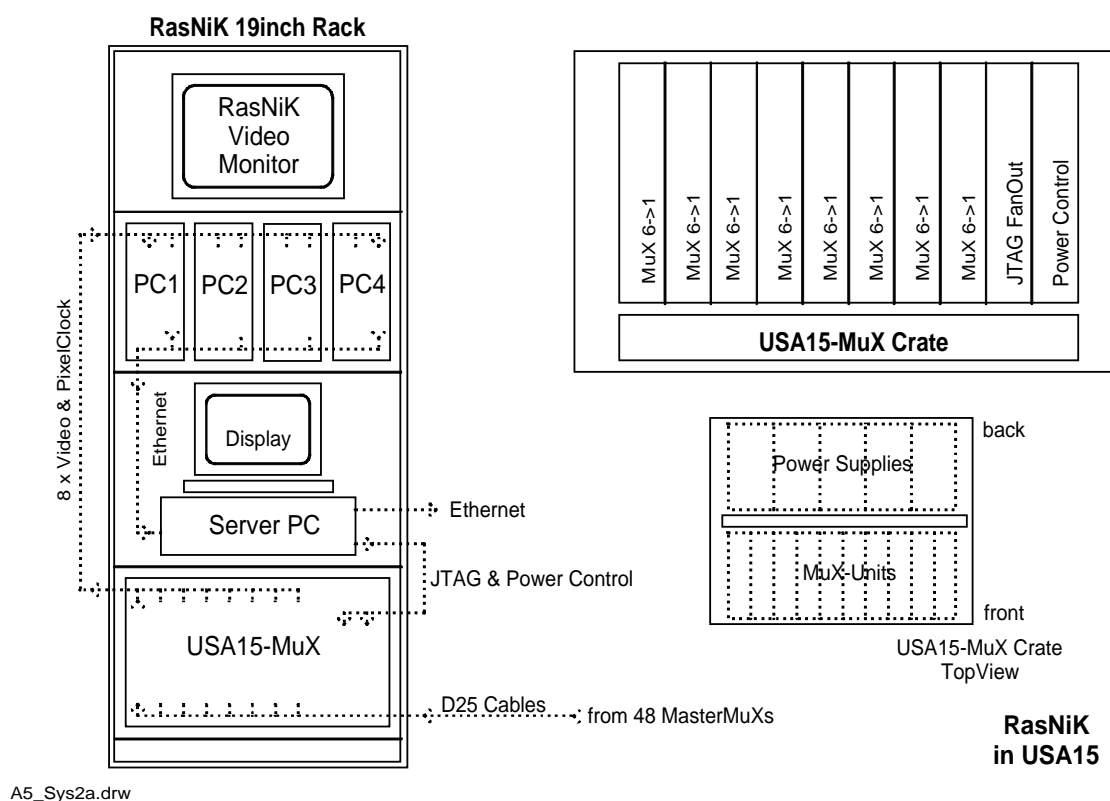 RasNiK 19inch Rack
RasNiK
Video
Monitor
PC1
PC2
PC3
PC4
8 x Video & PixelClock
Ethernet
Display
Server PC
Ethernet
JTAG & Power Control
USA15-MuX
D25 Cables
from 48 MasterMuXs
MuX 6->1
MuX 6->1
MuX 6->1
MuX 6->1
MuX 6->1
MuX 6->1
MuX 6->1
MuX 6->1
JTAG FanOut
Power Control
USA15-MuX Crate
back
Power Supplies
MuX-Units
front
USA15-MuX Crate
TopView
RasNiK
in USA15
A5_Sys2a.drw